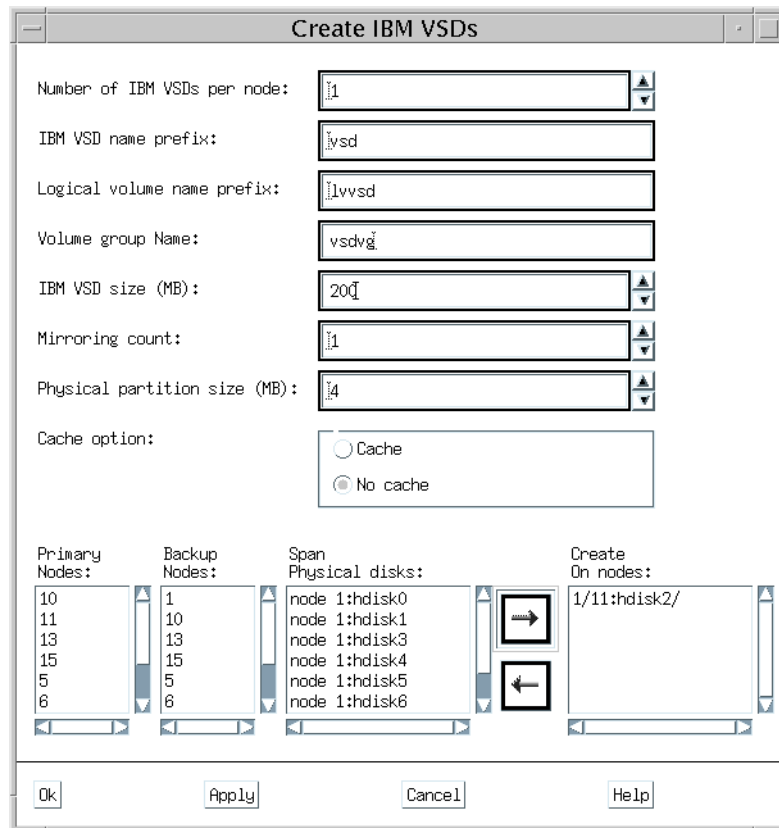 Create IBM VSDs
Number of IBM VSDs per node:
1
IBM VSD name prefix:
vsd
Logical volume name prefix:
lvvsd
Volume group Name:
vsdvg
IBM VSD size (MB):
200
Mirroring count:
1
Physical partition size (MB):
4
Cache option:
Cache
No cache
Primary
Nodes:
10
11
13
15
5
6
Backup
Nodes:
1
10
13
15
5
6
Span
Physical disks:
node 1:hdisk0
node 1:hdisk1
node 1:hdisk3
node 1:hdisk4
node 1:hdisk5
node 1:hdisk6
Create
On nodes:
1/11:hdisk2/
Ok
Apply
Cancel
Help